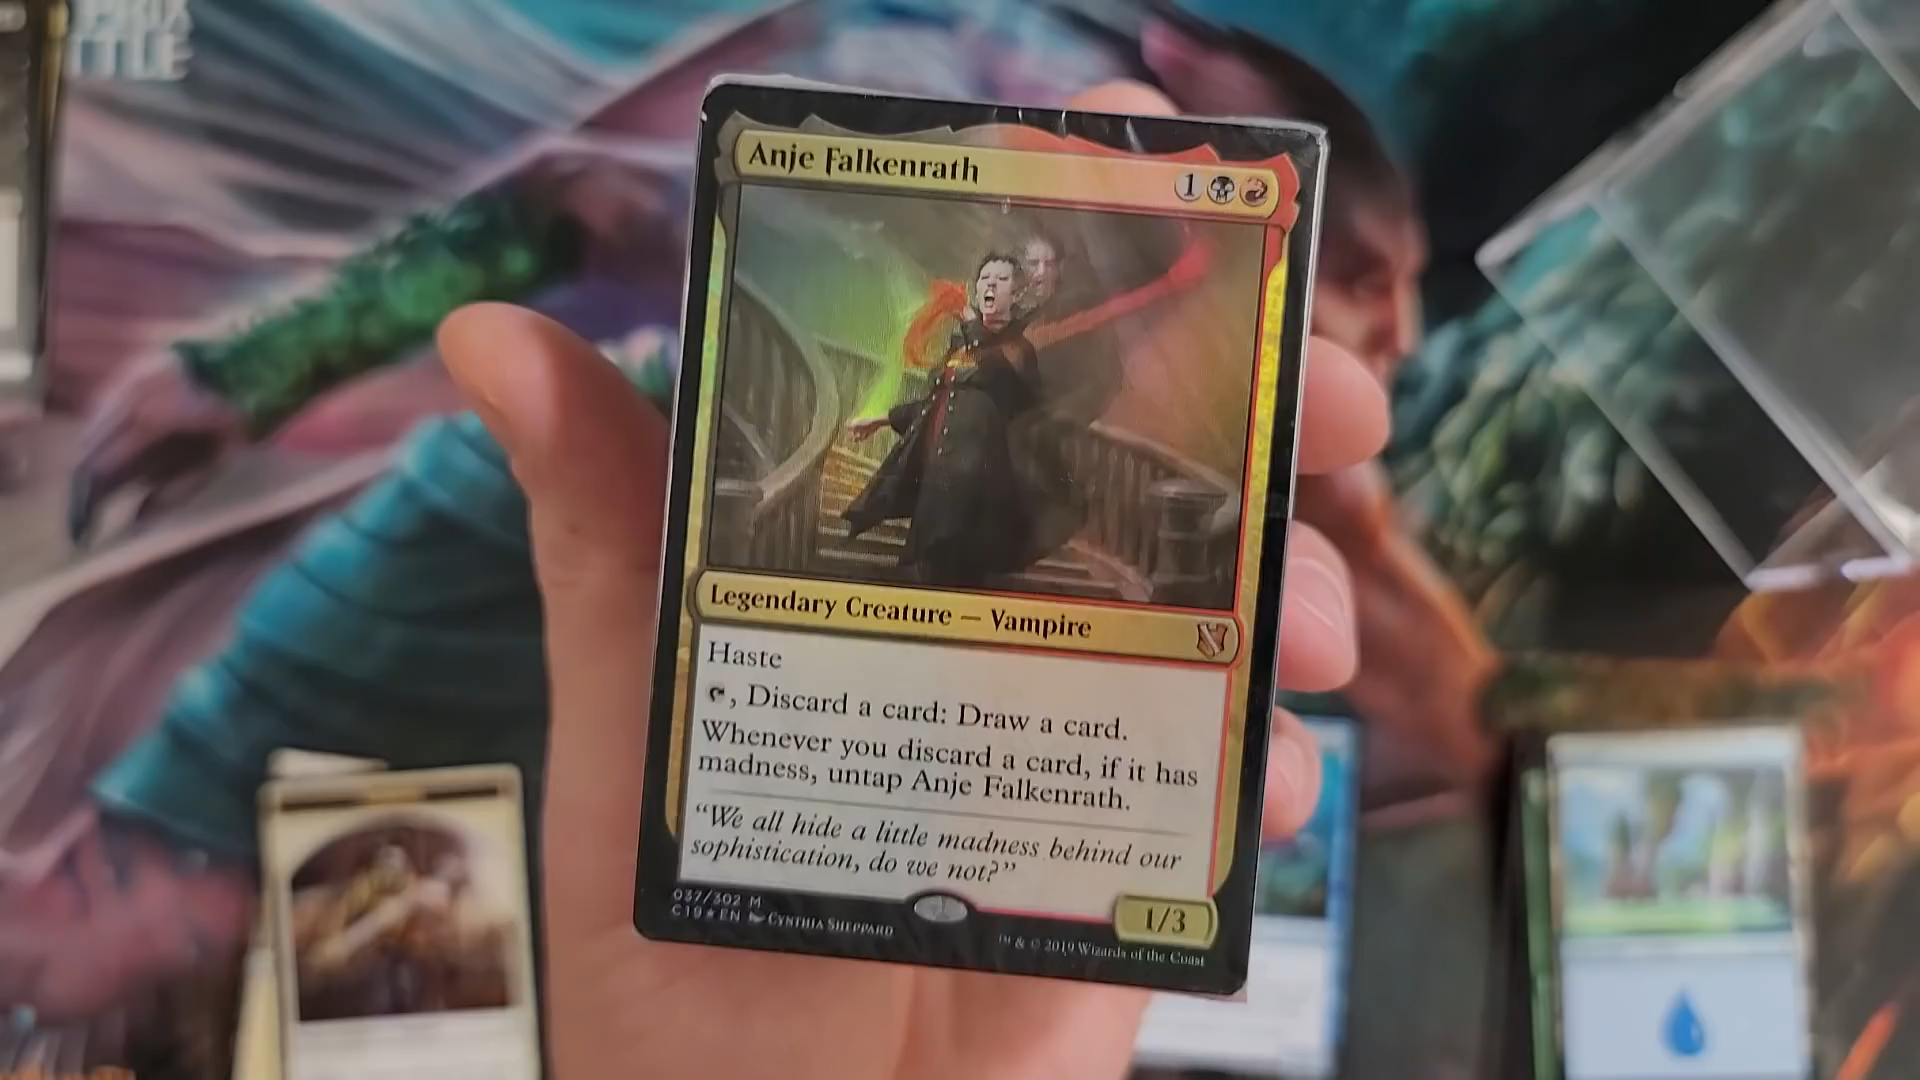 Anje Falkenrath
1
Legendary Creature — Vampire
Haste
, Discard a card: Draw a card.
Whenever you discard a card, if it has
madness, untap Anje Falkenrath.
“We all hide a little madness behind our
sophistication, do we not?”
1/3
037/302 M
C19★EN CYNTHIA SHEPPARD
™ & © 2019 Wizards of the Coast